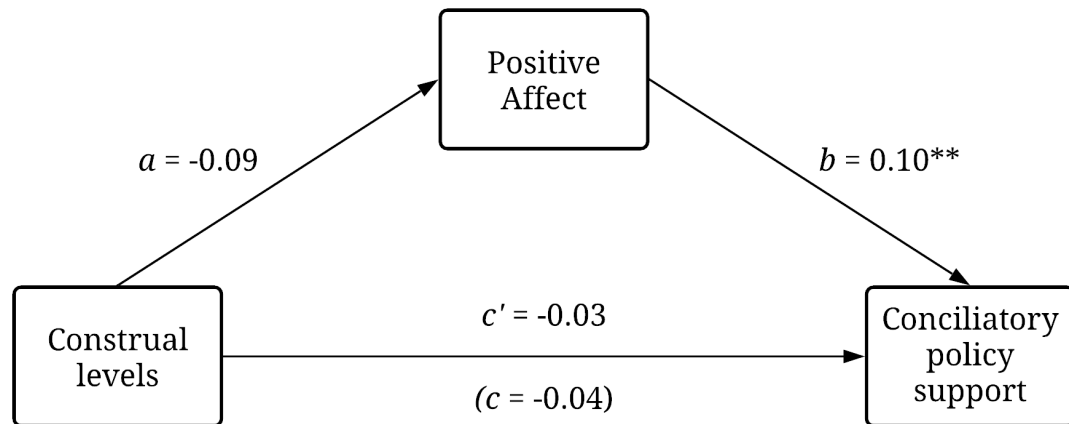 Positive
Affect
a = -0.09
b = 0.10**
c' = -0.03
Construal
levels
Conciliatory
policy
support
(c = -0.04)